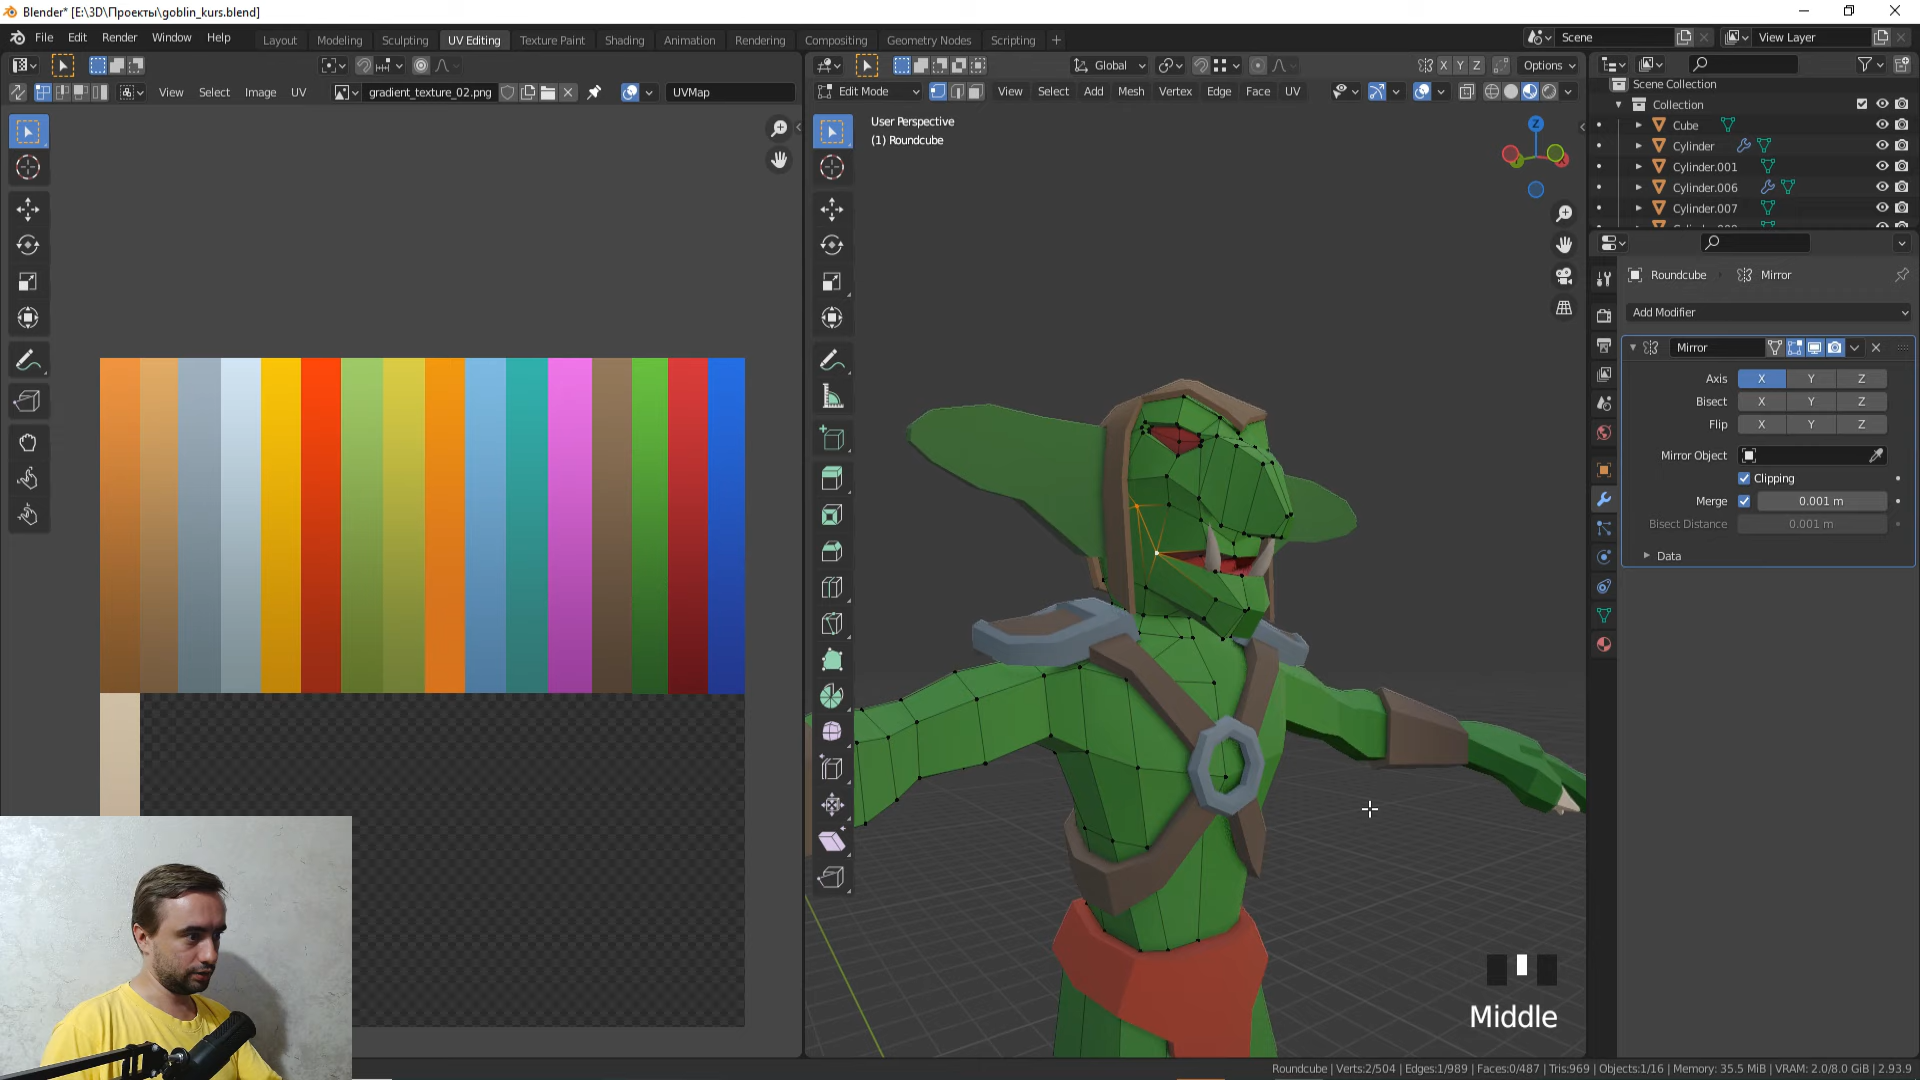 Blender* [E:\3D\Проекты\goblin_kurs.blend]
File Edit Render Window Help
Layout Modeling Sculpting UV Editing Texture Paint Shading Animation Rendering Compositing Geometry Nodes Scripting +
Scene
View Layer
Global
X Y Z
Options
View Select Image UV
gradient_texture_02.png
UVMap
Edit Mode
View Select Add Mesh Vertex Edge Face UV
User Perspective
(1) Roundcube
Z
Scene Collection
Collection
Cube
Cylinder
Cylinder.001
Cylinder.006
Cylinder.007
Roundcube
Mirror
Add Modifier
Mirror
Axis X Y Z
Bisect X Y Z
Flip X Y Z
Mirror Object
Clipping
Merge 0.001 m
Bisect Distance 0.001 m
Data
Middle
Roundcube | Verts:2/504 | Edges:1/989 | Faces:0/487 | Tris:969 | Objects:1/16 | Memory: 35.5 MiB | VRAM: 2.0/8.0 GiB | 2.93.9